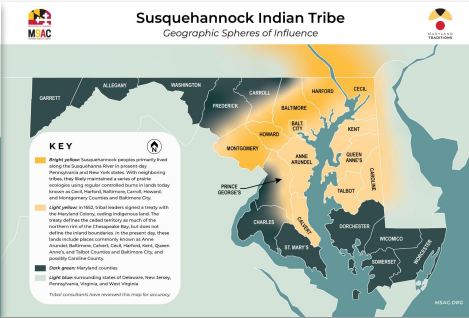 Susquehannock Indian Tribe
Geographic Spheres of Influence
MSAC
MARYLAND
TRADITIONS
GARRETT
ALLEGANY
WASHINGTON
FREDERICK
CARROLL
HARFORD
CECIL
BALTIMORE
BALT.
CITY
HOWARD
KENT
MONTGOMERY
ANNE
ARUNDEL
QUEEN
ANNE'S
PRINCE
GEORGE'S
TALBOT
CAROLINE
CHARLES
CALVERT
ST. MARY'S
DORCHESTER
WICOMICO
SOMERSET
WORCESTER
KEY
Bright yellow: Susquehannock peoples primarily lived
along the Susquehanna River in present-day
Pennsylvania and New York states. With neighboring
tribes, they likely maintained a series of prairie
ecologies using regular controlled burns in lands today
known as Cecil, Harford, Baltimore, Carroll, Howard,
and Montgomery Counties and Baltimore City.
Light yellow: in 1652, tribal leaders signed a treaty with
the Maryland Colony, ceding Indigenous land. The
treaty defines the ceded territory as much of the
northern rim of the Chesapeake Bay, but does not
define the inland boundaries. In the present day, these
lands include places commonly known as Anne
Arundel, Baltimore, Calvert, Cecil, Harford, Kent, Queen
Anne's, and Talbot Counties and Baltimore City, and
possibly Caroline County.
Dark green: Maryland counties
Light blue: surrounding states of Delaware, New Jersey,
Pennsylvania, Virginia, and West Virginia
Tribal consultants have reviewed this map for accuracy.
MSAC.ORG